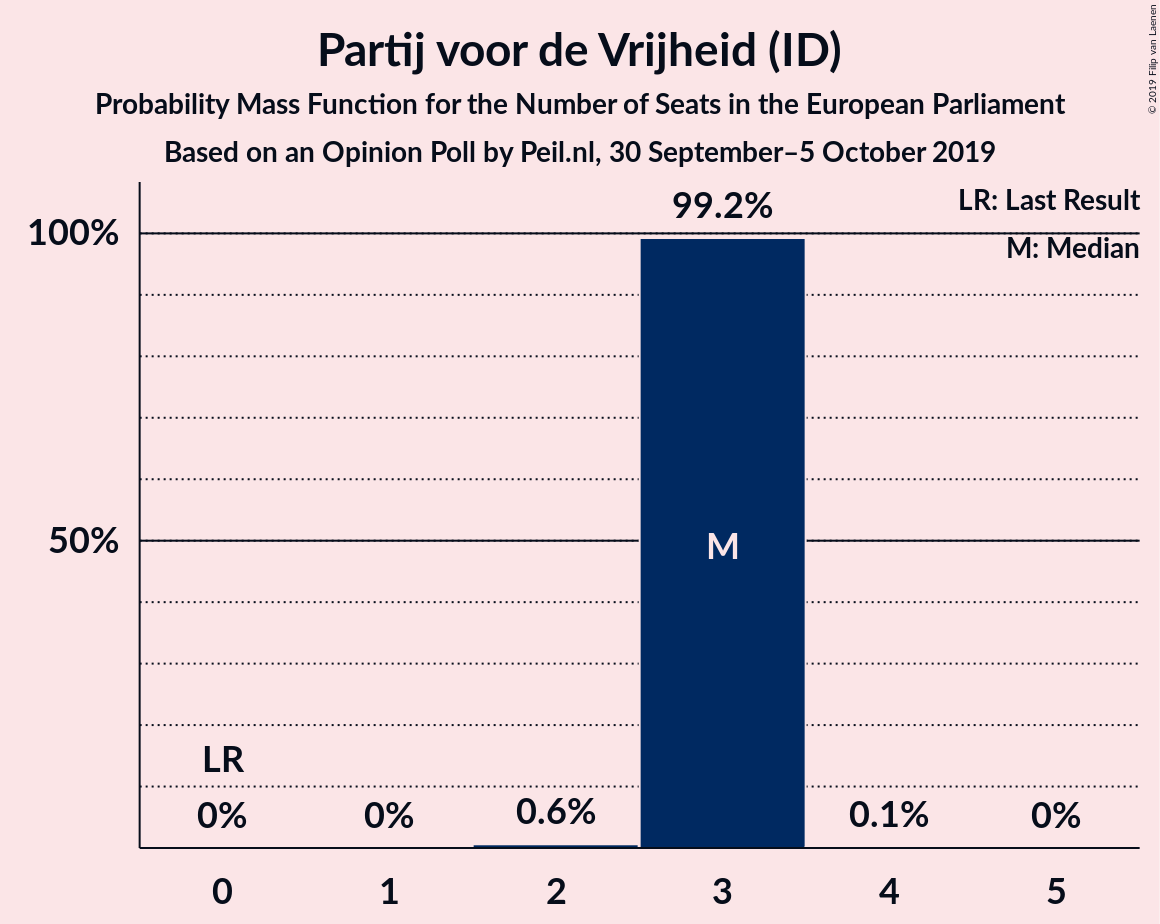 Partij voor de Vrijheid (ID)
Probability Mass Function for the Number of Seats in the European Parliament
Based on an Opinion Poll by Peil.nl, 30 September–5 October 2019
© 2019 Filip van Laenen
LR: Last Result
M: Median
99.2%
100%
50%
M
LR
0%
0%
0.6%
0.1%
0%
0 1 2 3 4 5